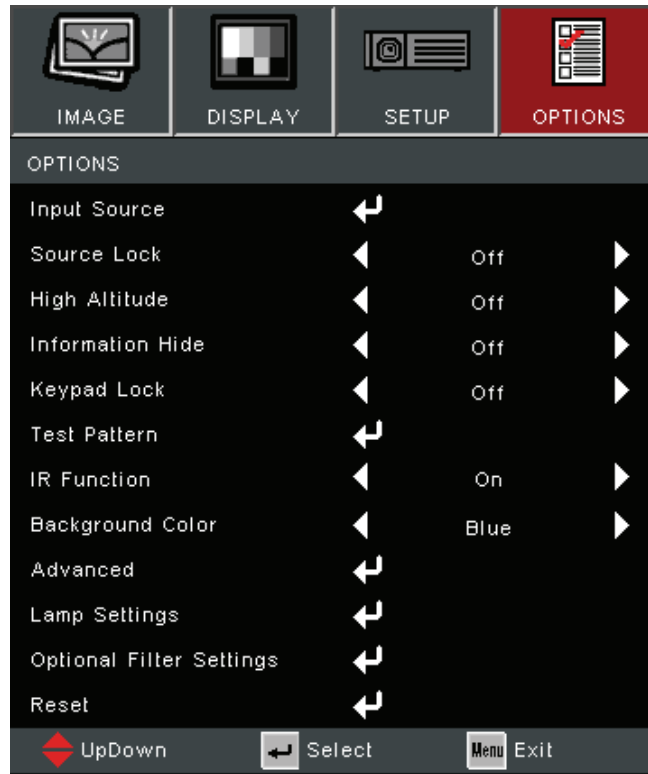 IMAGE DISPLAY SETUP OPTIONS
OPTIONS
Input Source
Source Lock Off
High Altitude Off
Information Hide Off
Keypad Lock Off
Test Pattern
IR Function On
Background Color Blue
Advanced
Lamp Settings
Optional Filter Settings
Reset
UpDown Select Menu Exit